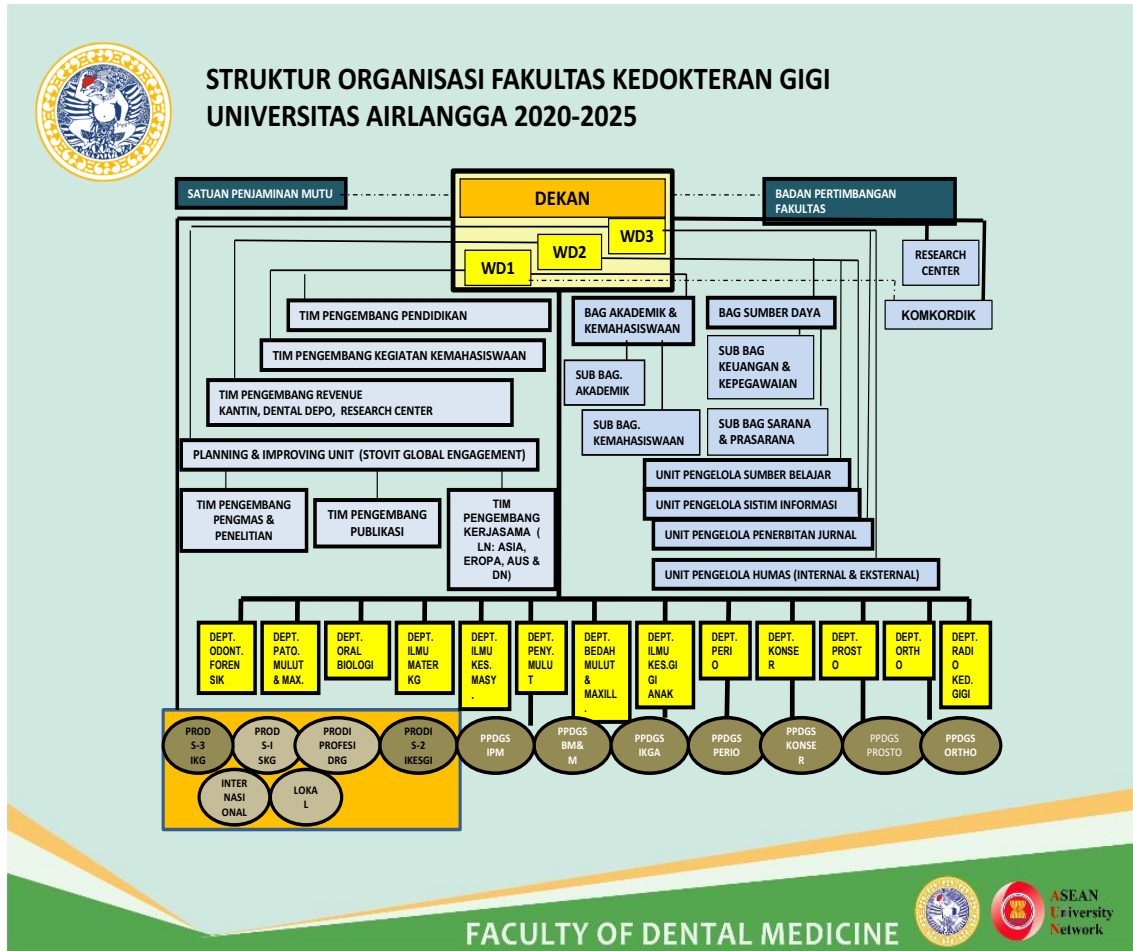 STRUKTUR ORGANISASI FAKULTAS KEDOKTERAN GIGI
UNIVERSITAS AIRLANGGA 2020-2025
SATUAN PENJAMINAN MUTU
DEKAN
BADAN PERTIMBANGAN
FAKULTAS
WD3
WD2
WD1
RESEARCH
CENTER
KOMKORDIK
TIM PENGEMBANG PENDIDIKAN
BAG AKADEMIK &
KEMAHASISWAAN
BAG SUMBER DAYA
TIM PENGEMBANG KEGIATAN KEMAHASISWAAN
SUB BAG
KEUANGAN &
KEPEGAWAIAN
SUB BAG.
AKADEMIK
TIM PENGEMBANG REVENUE
KANTIN, DENTAL DEPO, RESEARCH CENTER
SUB BAG.
KEMAHASISWAAN
SUB BAG SARANA
& PRASARANA
PLANNING & IMPROVING UNIT (STOVIT GLOBAL ENGAGEMENT)
UNIT PENGELOLA SUMBER BELAJAR
TIM PENGEMBANG
PENGMAS &
PENELITIAN
TIM PENGEMBANG
PUBLIKASI
TIM
PENGEMBANG
KERJASAMA (
LN: ASIA,
EROPA, AUS &
DN)
UNIT PENGELOLA SISTIM INFORMASI
UNIT PENGELOLA PENERBITAN JURNAL
UNIT PENGELOLA HUMAS (INTERNAL & EKSTERNAL)
DEPT.
ODONT.
FOREN
SIK
DEPT.
PATO.
MULUT
& MAX.
DEPT.
ORAL
BIOLOGI
DEPT.
ILMU
MATER
KG
DEPT.
ILMU
KES.
MASY
.
DEPT.
PENY.
MULU
T
DEPT.
BEDAH
MULUT
&
MAXILL
.
DEPT.
ILMU
KES.GI
GI
ANAK
DEPT.
PERI
O
DEPT.
KONSE
R
DEPT.
PROST
O
DEPT.
ORTH
O
DEPT.
RADI
O
KED.
GIGI
PROD
S-3
IKG
PROD
S-I
SKG
PRODI
PROFESI
DRG
PRODI
S-2
IKESGI
PPDGS
IPM
PPDGS
BM&
M
PPDGS
IKGA
PPDGS
PERIO
PPDGS
KONSE
R
PPDGS
PROSTO
PPDGS
ORTHO
INTER
NASI
ONAL
LOKA
L
FACULTY OF DENTAL MEDICINE
ASEAN
University
Network